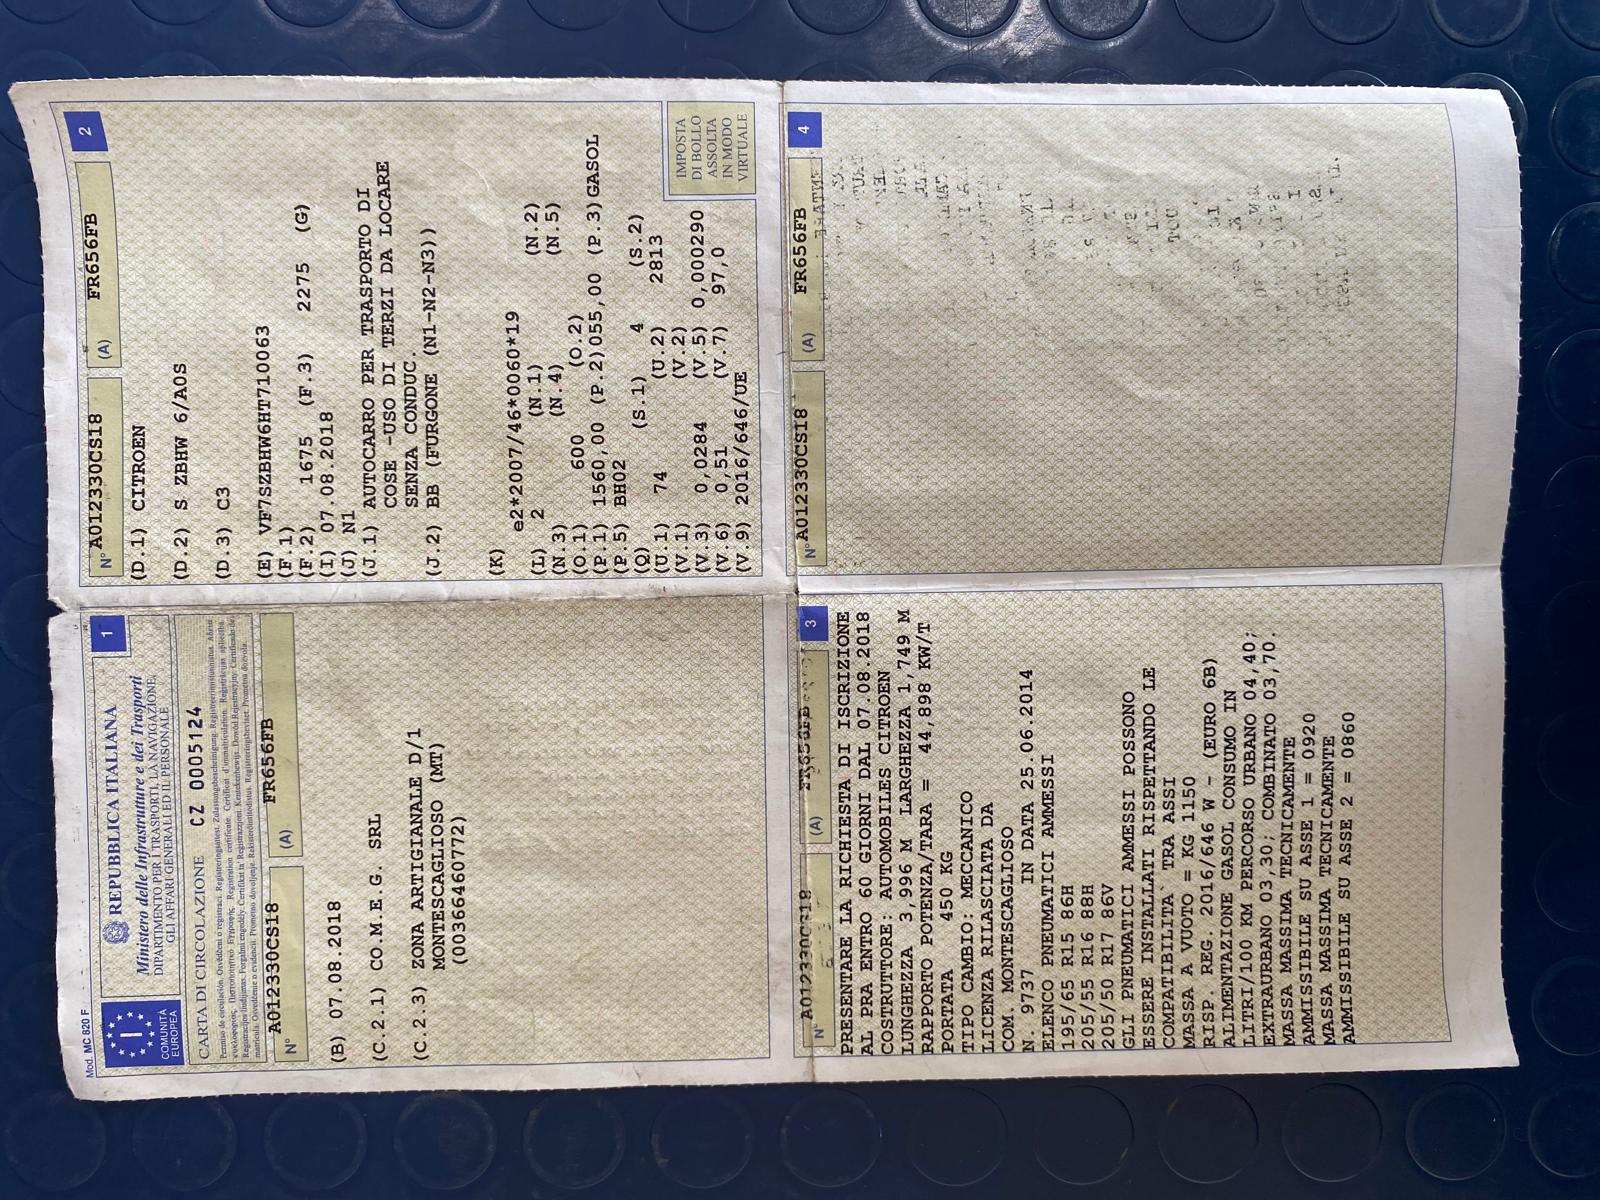 Mod. MC 820 F
COMUNITÀ
EUROPEA
REPUBBLICA ITALIANA
Ministero delle Infrastrutture e dei Trasporti
DIPARTIMENTO PER I TRASPORTI, LA NAVIGAZIONE,
GLI AFFARI GENERALI ED IL PERSONALE
1
CARTA DI CIRCOLAZIONE CZ 0005124
N° A012330CS18 (A) FR656FB
(B) 07.08.2018
(C.2.1) CO.M.E.G. SRL
(C.2.3) ZONA ARTIGIANALE D/1
MONTESCAGLIOSO (MT)
(00366460772)
2
N° A012330CS18 (A) FR656FB
(D.1) CITROEN
(D.2) S ZBHW 6/A0S
(D.3) C3
(E) VF7SZBHW6HT710063
(F.1)
(F.2) 1675 (F.3) 2275 (G)
(I) 07.08.2018
(J) N1
(J.1) AUTOCARRO PER TRASPORTO DI
COSE -USO DI TERZI DA LOCARE
SENZA CONDUC.
(J.2) BB (FURGONE (N1-N2-N3))
(K) e2*2007/46*0060*19
(L) 2 (N.1) (N.2)
(N.3) (N.4) (N.5)
(O.1) 600 (O.2)
(P.1) 1560,00 (P.2)055,00 (P.3)GASOL
(P.5) BH02
(Q) (S.1) 4 (S.2)
(U.1) 74 (U.2) 2813
(V.1) (V.2)
(V.3) 0,0284 (V.5) 0,000290
(V.6) 0,51 (V.7) 97,0
(V.9) 2016/646/UE
IMPOSTA
DI BOLLO
ASSOLTA
IN MODO
VIRTUALE
3
N° A012330CS18 (A) FR656FB
PRESENTARE LA RICHIESTA DI ISCRIZIONE
AL PRA ENTRO 60 GIORNI DAL 07.08.2018
COSTRUTTORE: AUTOMOBILES CITROEN
LUNGHEZZA 3,996 M LARGHEZZA 1,749 M
RAPPORTO POTENZA/TARA = 44,898 KW/T
PORTATA 450 KG
TIPO CAMBIO: MECCANICO
LICENZA RILASCIATA DA
COM. MONTESCAGLIOSO
N. 9737 IN DATA 25.06.2014
ELENCO PNEUMATICI AMMESSI
195/65 R15 86H
205/55 R16 88H
205/50 R17 86V
GLI PNEUMATICI AMMESSI POSSONO
ESSERE INSTALLATI RISPETTANDO LE
COMPATIBILITA` TRA ASSI
MASSA A VUOTO = KG 1150
RISP. REG. 2016/646 W - (EURO 6B)
ALIMENTAZIONE GASOL CONSUMO IN
LITRI/100 KM PERCORSO URBANO 04,40;
EXTRAURBANO 03,30; COMBINATO 03,70.
MASSA MASSIMA TECNICAMENTE
AMMISSIBILE SU ASSE 1 = 0920
MASSA MASSIMA TECNICAMENTE
AMMISSIBILE SU ASSE 2 = 0860
4
N° A012330CS18 (A) FR656FB